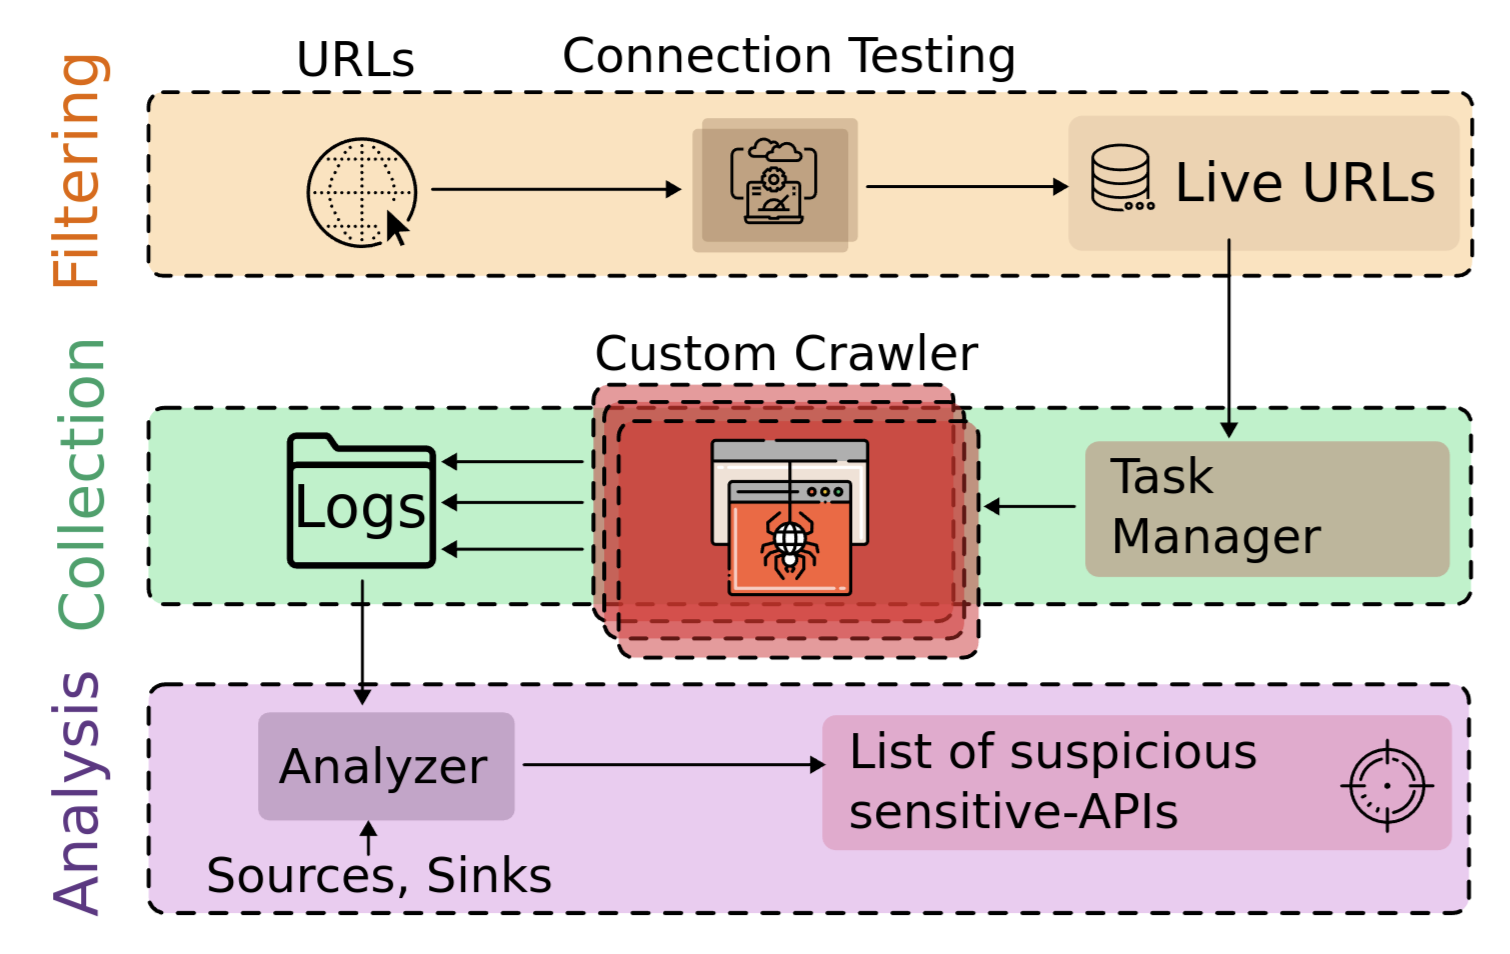 Filtering
URLs
Connection Testing
Live URLs
Collection
Custom Crawler
Logs
Task
Manager
Analysis
Analyzer
List of suspicious
sensitive-APIs
Sources, Sinks